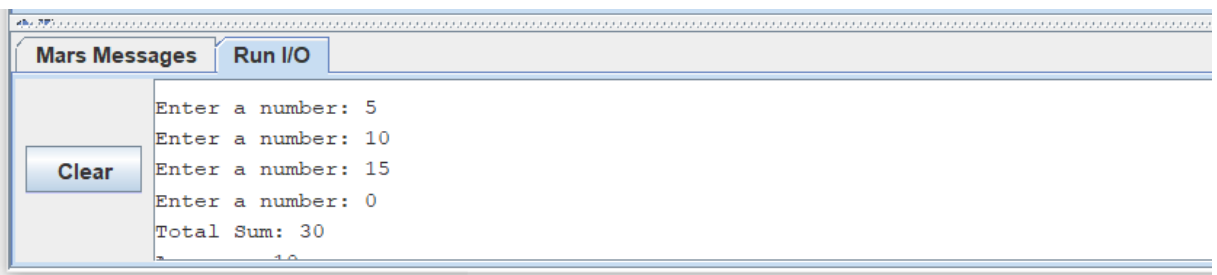 Mars Messages Run I/O
Clear
Enter a number: 5
Enter a number: 10
Enter a number: 15
Enter a number: 0
Total Sum: 30